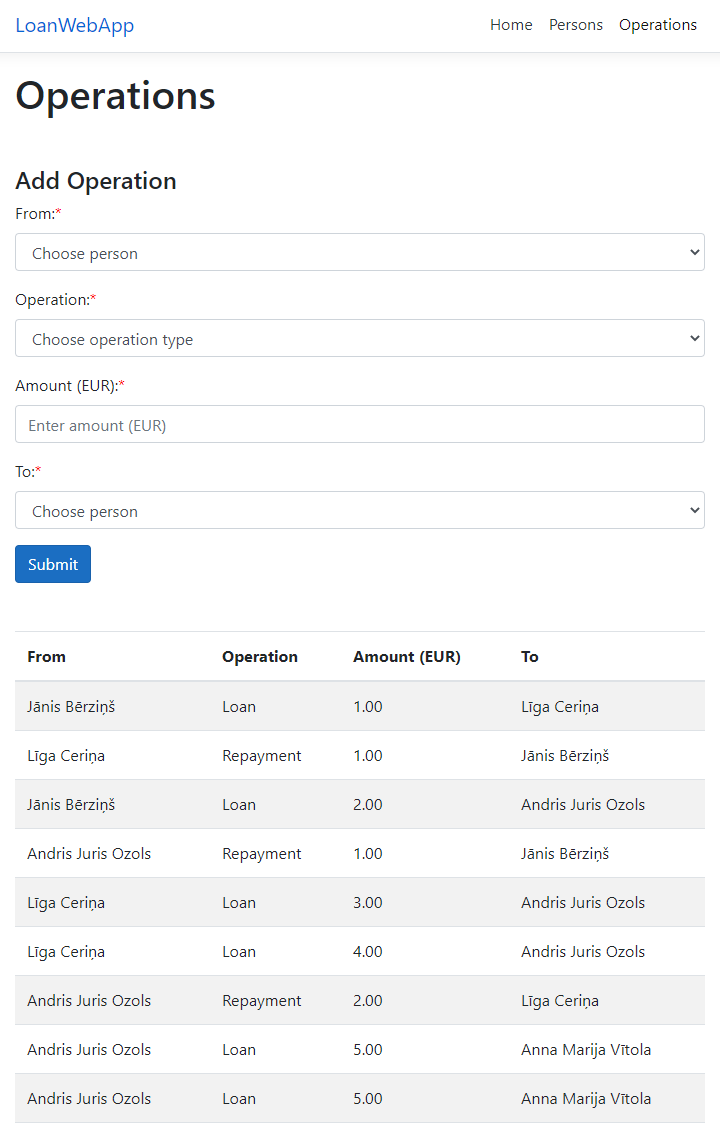 LoanWebApp Home Persons Operations
Operations
Add Operation
From:*
Choose person
Operation:*
Choose operation type
Amount (EUR):*
Enter amount (EUR)
To:*
Choose person
Submit
From Operation Amount (EUR) To
Jānis Bērziņš Loan 1.00 Līga Ceriņa
Līga Ceriņa Repayment 1.00 Jānis Bērziņš
Jānis Bērziņš Loan 2.00 Andris Juris Ozols
Andris Juris Ozols Repayment 1.00 Jānis Bērziņš
Līga Ceriņa Loan 3.00 Andris Juris Ozols
Līga Ceriņa Loan 4.00 Andris Juris Ozols
Andris Juris Ozols Repayment 2.00 Līga Ceriņa
Andris Juris Ozols Loan 5.00 Anna Marija Vītola
Andris Juris Ozols Loan 5.00 Anna Marija Vītola